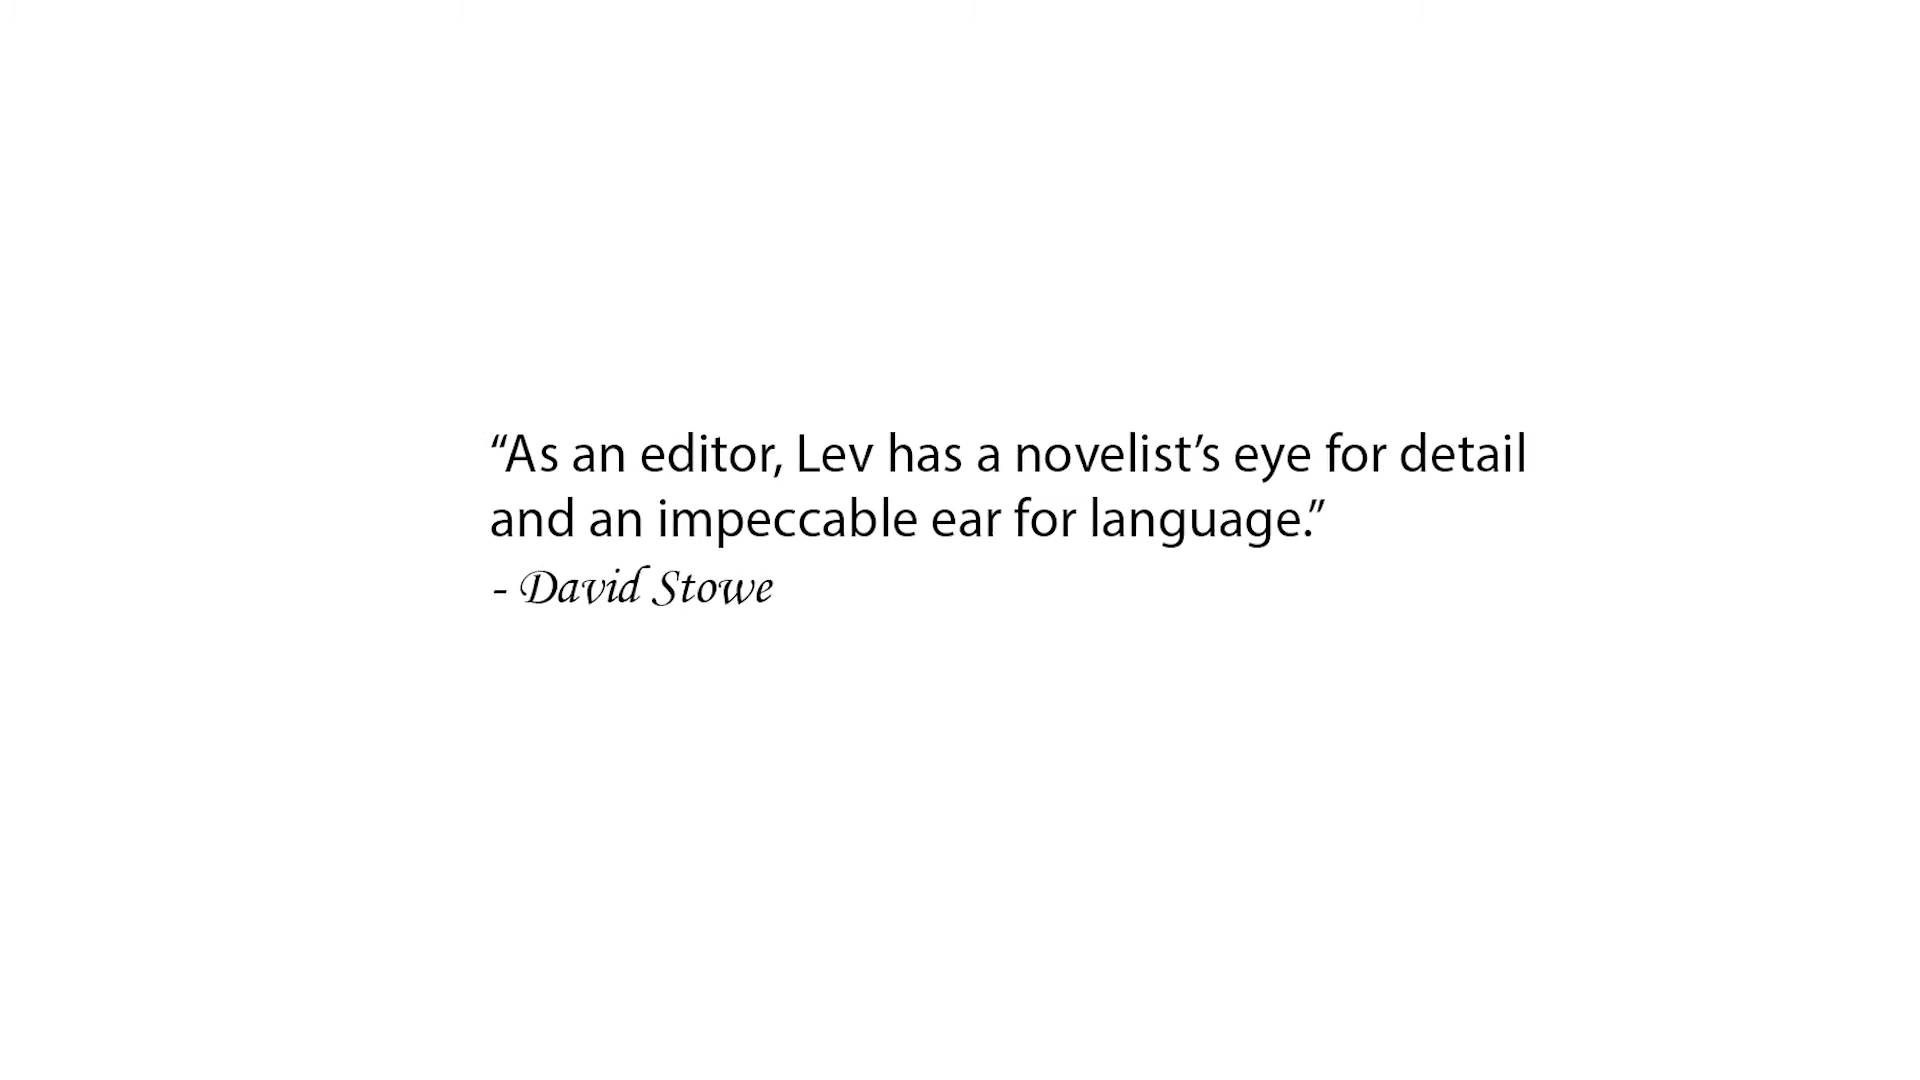 “As an editor, Lev has a novelist’s eye for detail
and an impeccable ear for language.”
- David Stowe